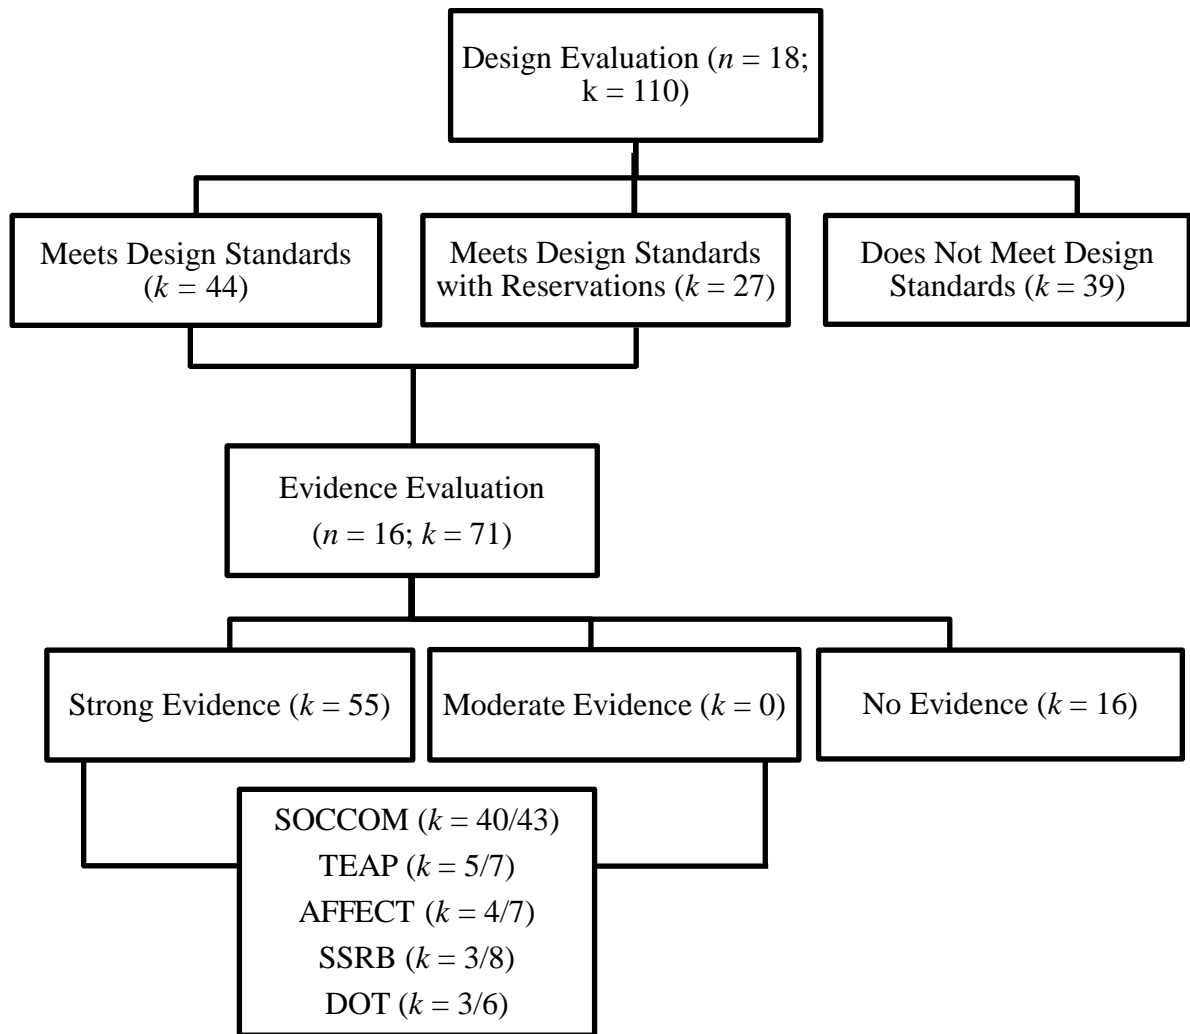 Design Evaluation (n = 18;
k = 110)
Meets Design Standards
(k = 44)
Meets Design Standards
with Reservations (k = 27)
Does Not Meet Design
Standards (k = 39)
Evidence Evaluation
(n = 16; k = 71)
Strong Evidence (k = 55)
Moderate Evidence (k = 0)
No Evidence (k = 16)
SOCCOM (k = 40/43)
TEAP (k = 5/7)
AFFECT (k = 4/7)
SSRB (k = 3/8)
DOT (k = 3/6)